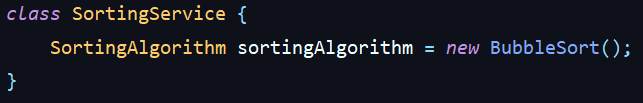 class SortingService {
    SortingAlgorithm sortingAlgorithm = new BubbleSort();
}